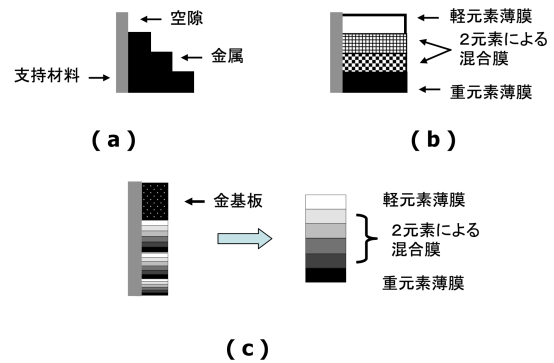 空隙
金属
支持材料
(a)
軽元素薄膜
2元素による
混合膜
重元素薄膜
(b)
金基板
軽元素薄膜
2元素による
混合膜
重元素薄膜
(c)